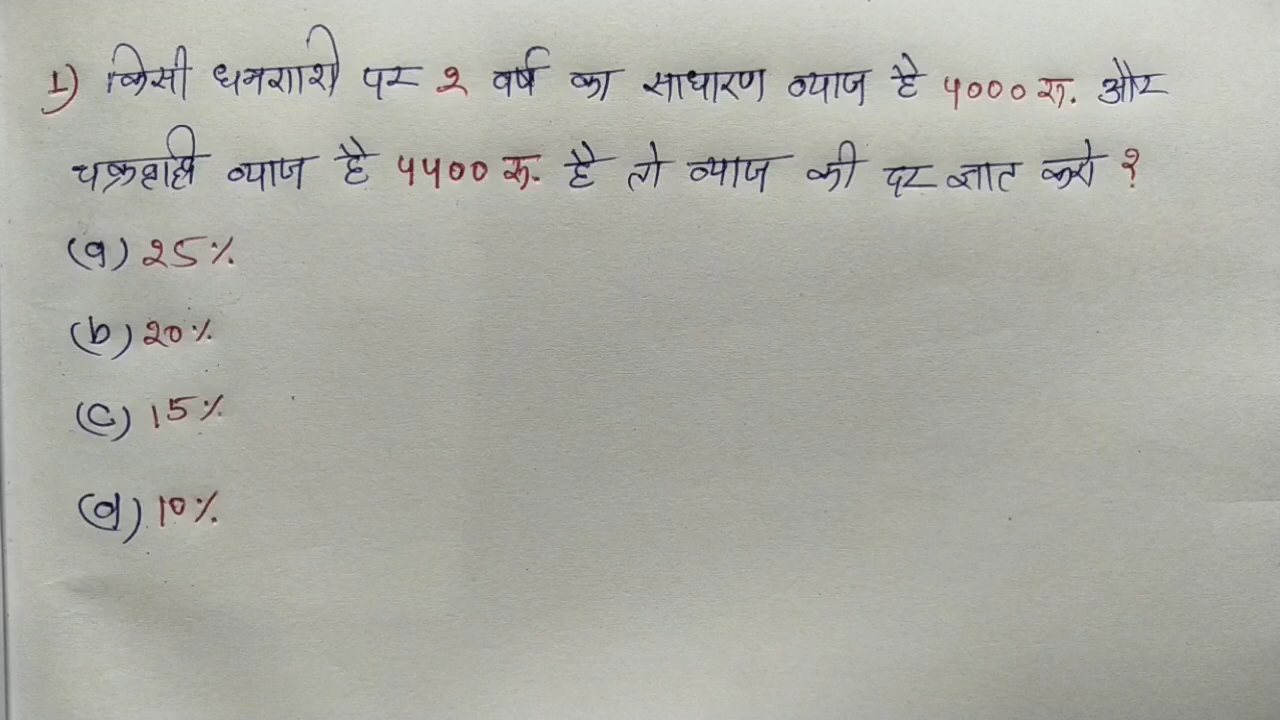 1) किसी धनराशी पर 2 वर्ष का साधारण व्याज है 4000 रु. और
चक्रवृद्धि व्याज है 4400 रु. है तो व्याज की दर ज्ञात करो ?
(a) 25%
(b) 20%
(c) 15%
(d) 10%